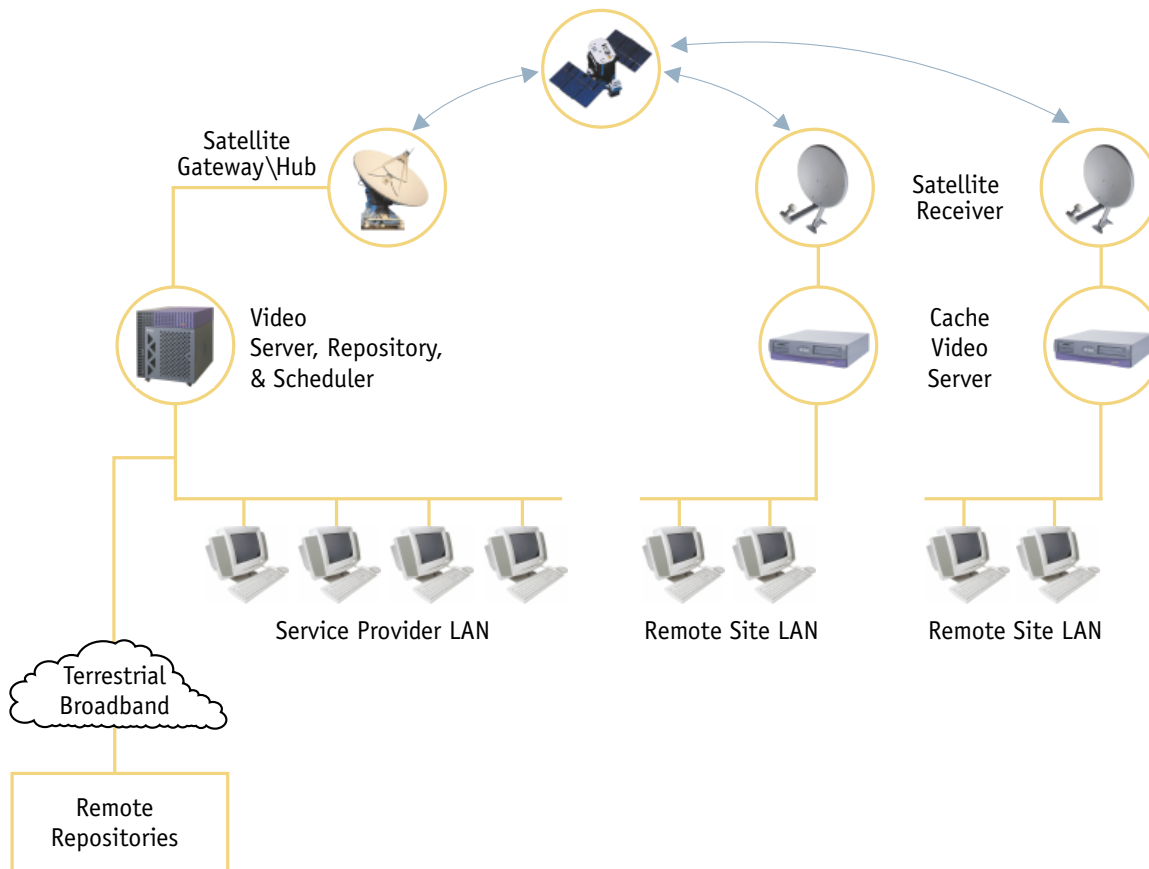 Satellite
Gateway\Hub
Satellite
Receiver
Video
Server, Repository,
& Scheduler
Cache
Video
Server
Service Provider LAN
Remote Site LAN
Remote Site LAN
Terrestrial
Broadband
Remote
Repositories